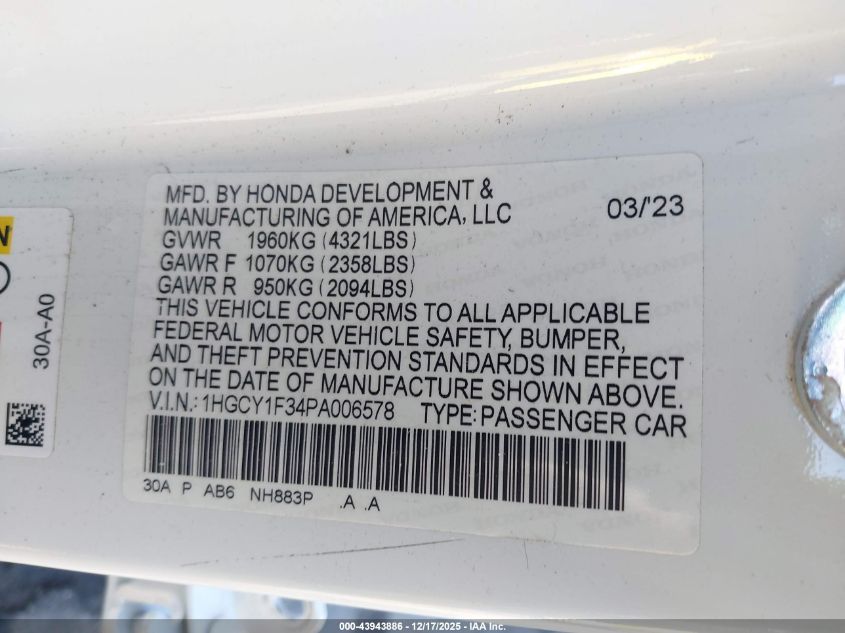 MFD. BY HONDA DEVELOPMENT &
MANUFACTURING OF AMERICA, LLC 03/'23
GVWR 1960KG (4321LBS)
GAWR F 1070KG (2358LBS)
GAWR R 950KG (2094LBS)
THIS VEHICLE CONFORMS TO ALL APPLICABLE
FEDERAL MOTOR VEHICLE SAFETY, BUMPER,
AND THEFT PREVENTION STANDARDS IN EFFECT
ON THE DATE OF MANUFACTURE SHOWN ABOVE.
V.I.N.: 1HGCY1F34PA006578 TYPE: PASSENGER CAR
30A P AB6 NH883P .A .A
30A-A0
000-43943886 - 12/17/2025 - IAA Inc.